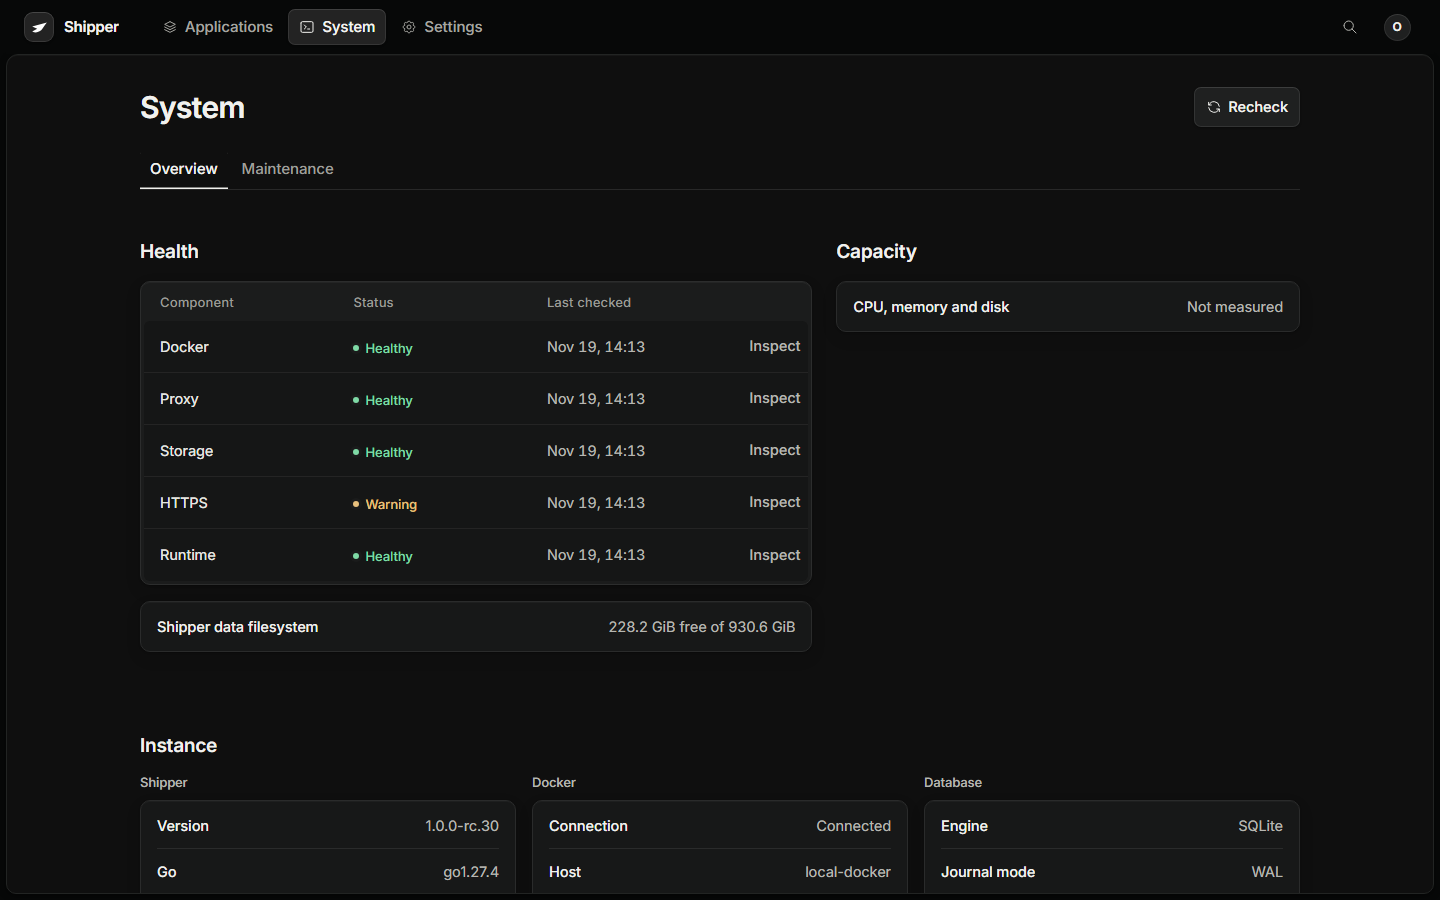 Shipper
Applications
System
Settings
O
System
Recheck
Overview
Maintenance
Health
Capacity
Component Status Last checked
Docker Healthy Nov 19, 14:13 Inspect
Proxy Healthy Nov 19, 14:13 Inspect
Storage Healthy Nov 19, 14:13 Inspect
HTTPS Warning Nov 19, 14:13 Inspect
Runtime Healthy Nov 19, 14:13 Inspect
Shipper data filesystem 228.2 GiB free of 930.6 GiB
CPU, memory and disk Not measured
Instance
Shipper
Version 1.0.0-rc.30
Go go1.27.4
Docker
Connection Connected
Host local-docker
Database
Engine SQLite
Journal mode WAL